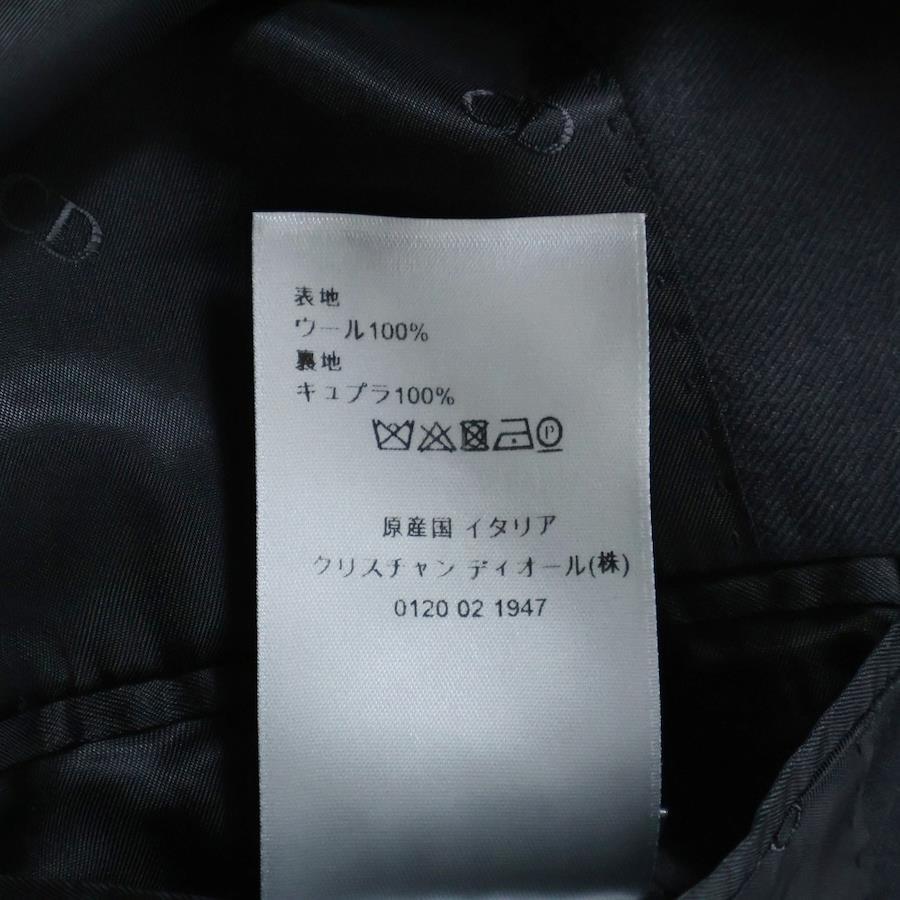 CD
CD
表地
ウール100%
裏地
キュプラ100%
P
原産国 イタリア
クリスチャン ディオール(株)
0120 02 1947